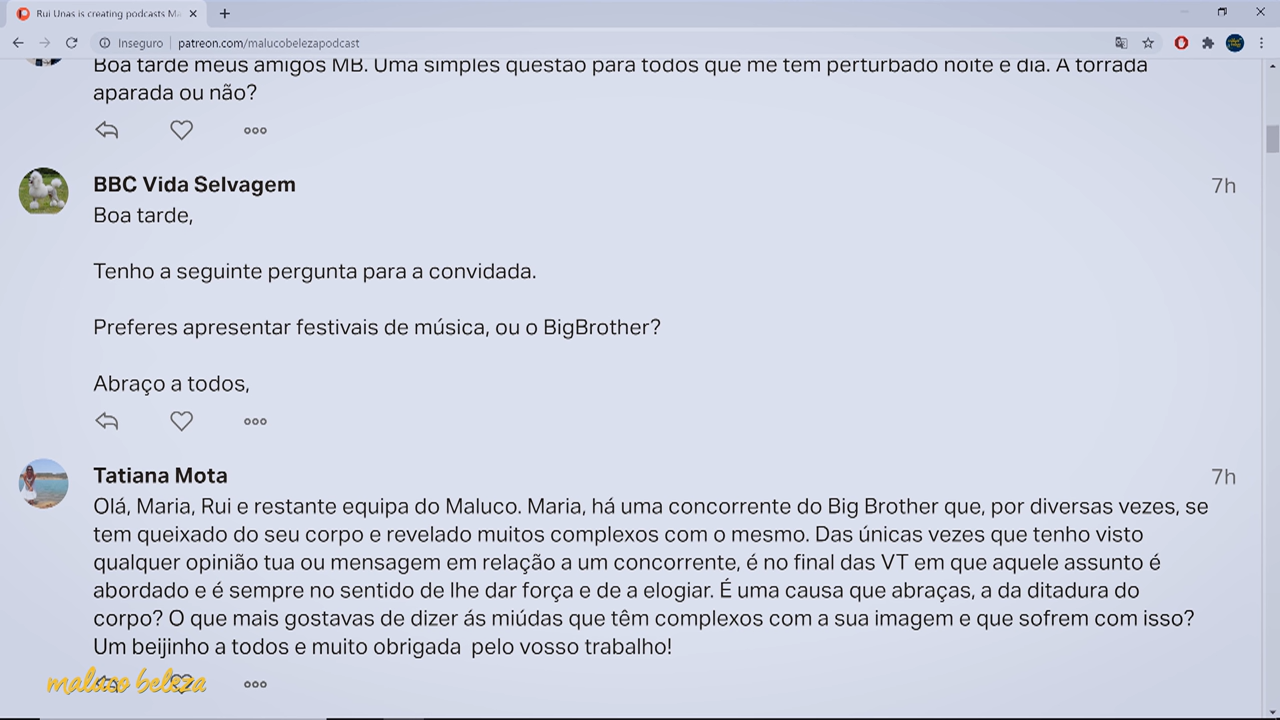 Rui Unas is creating podcasts Ma
Inseguro
patreon.com/malucobelezapodcast
Boa tarde meus amigos MB. Uma simples questão para todos que me tem perturbado noite e dia. A torrada
aparada ou não?
BBC Vida Selvagem
7h
Boa tarde,
Tenho a seguinte pergunta para a convidada.
Preferes apresentar festivais de música, ou o BigBrother?
Abraço a todos,
Tatiana Mota
7h
Olá, Maria, Rui e restante equipa do Maluco. Maria, há uma concorrente do Big Brother que, por diversas vezes, se
tem queixado do seu corpo e revelado muitos complexos com o mesmo. Das únicas vezes que tenho visto
qualquer opinião tua ou mensagem em relação a um concorrente, é no final das VT em que aquele assunto é
abordado e é sempre no sentido de lhe dar força e de a elogiar. É uma causa que abraças, a da ditadura do
corpo? O que mais gostavas de dizer ás miúdas que têm complexos com a sua imagem e que sofrem com isso?
Um beijinho a todos e muito obrigada  pelo vosso trabalho!
maluco beleza